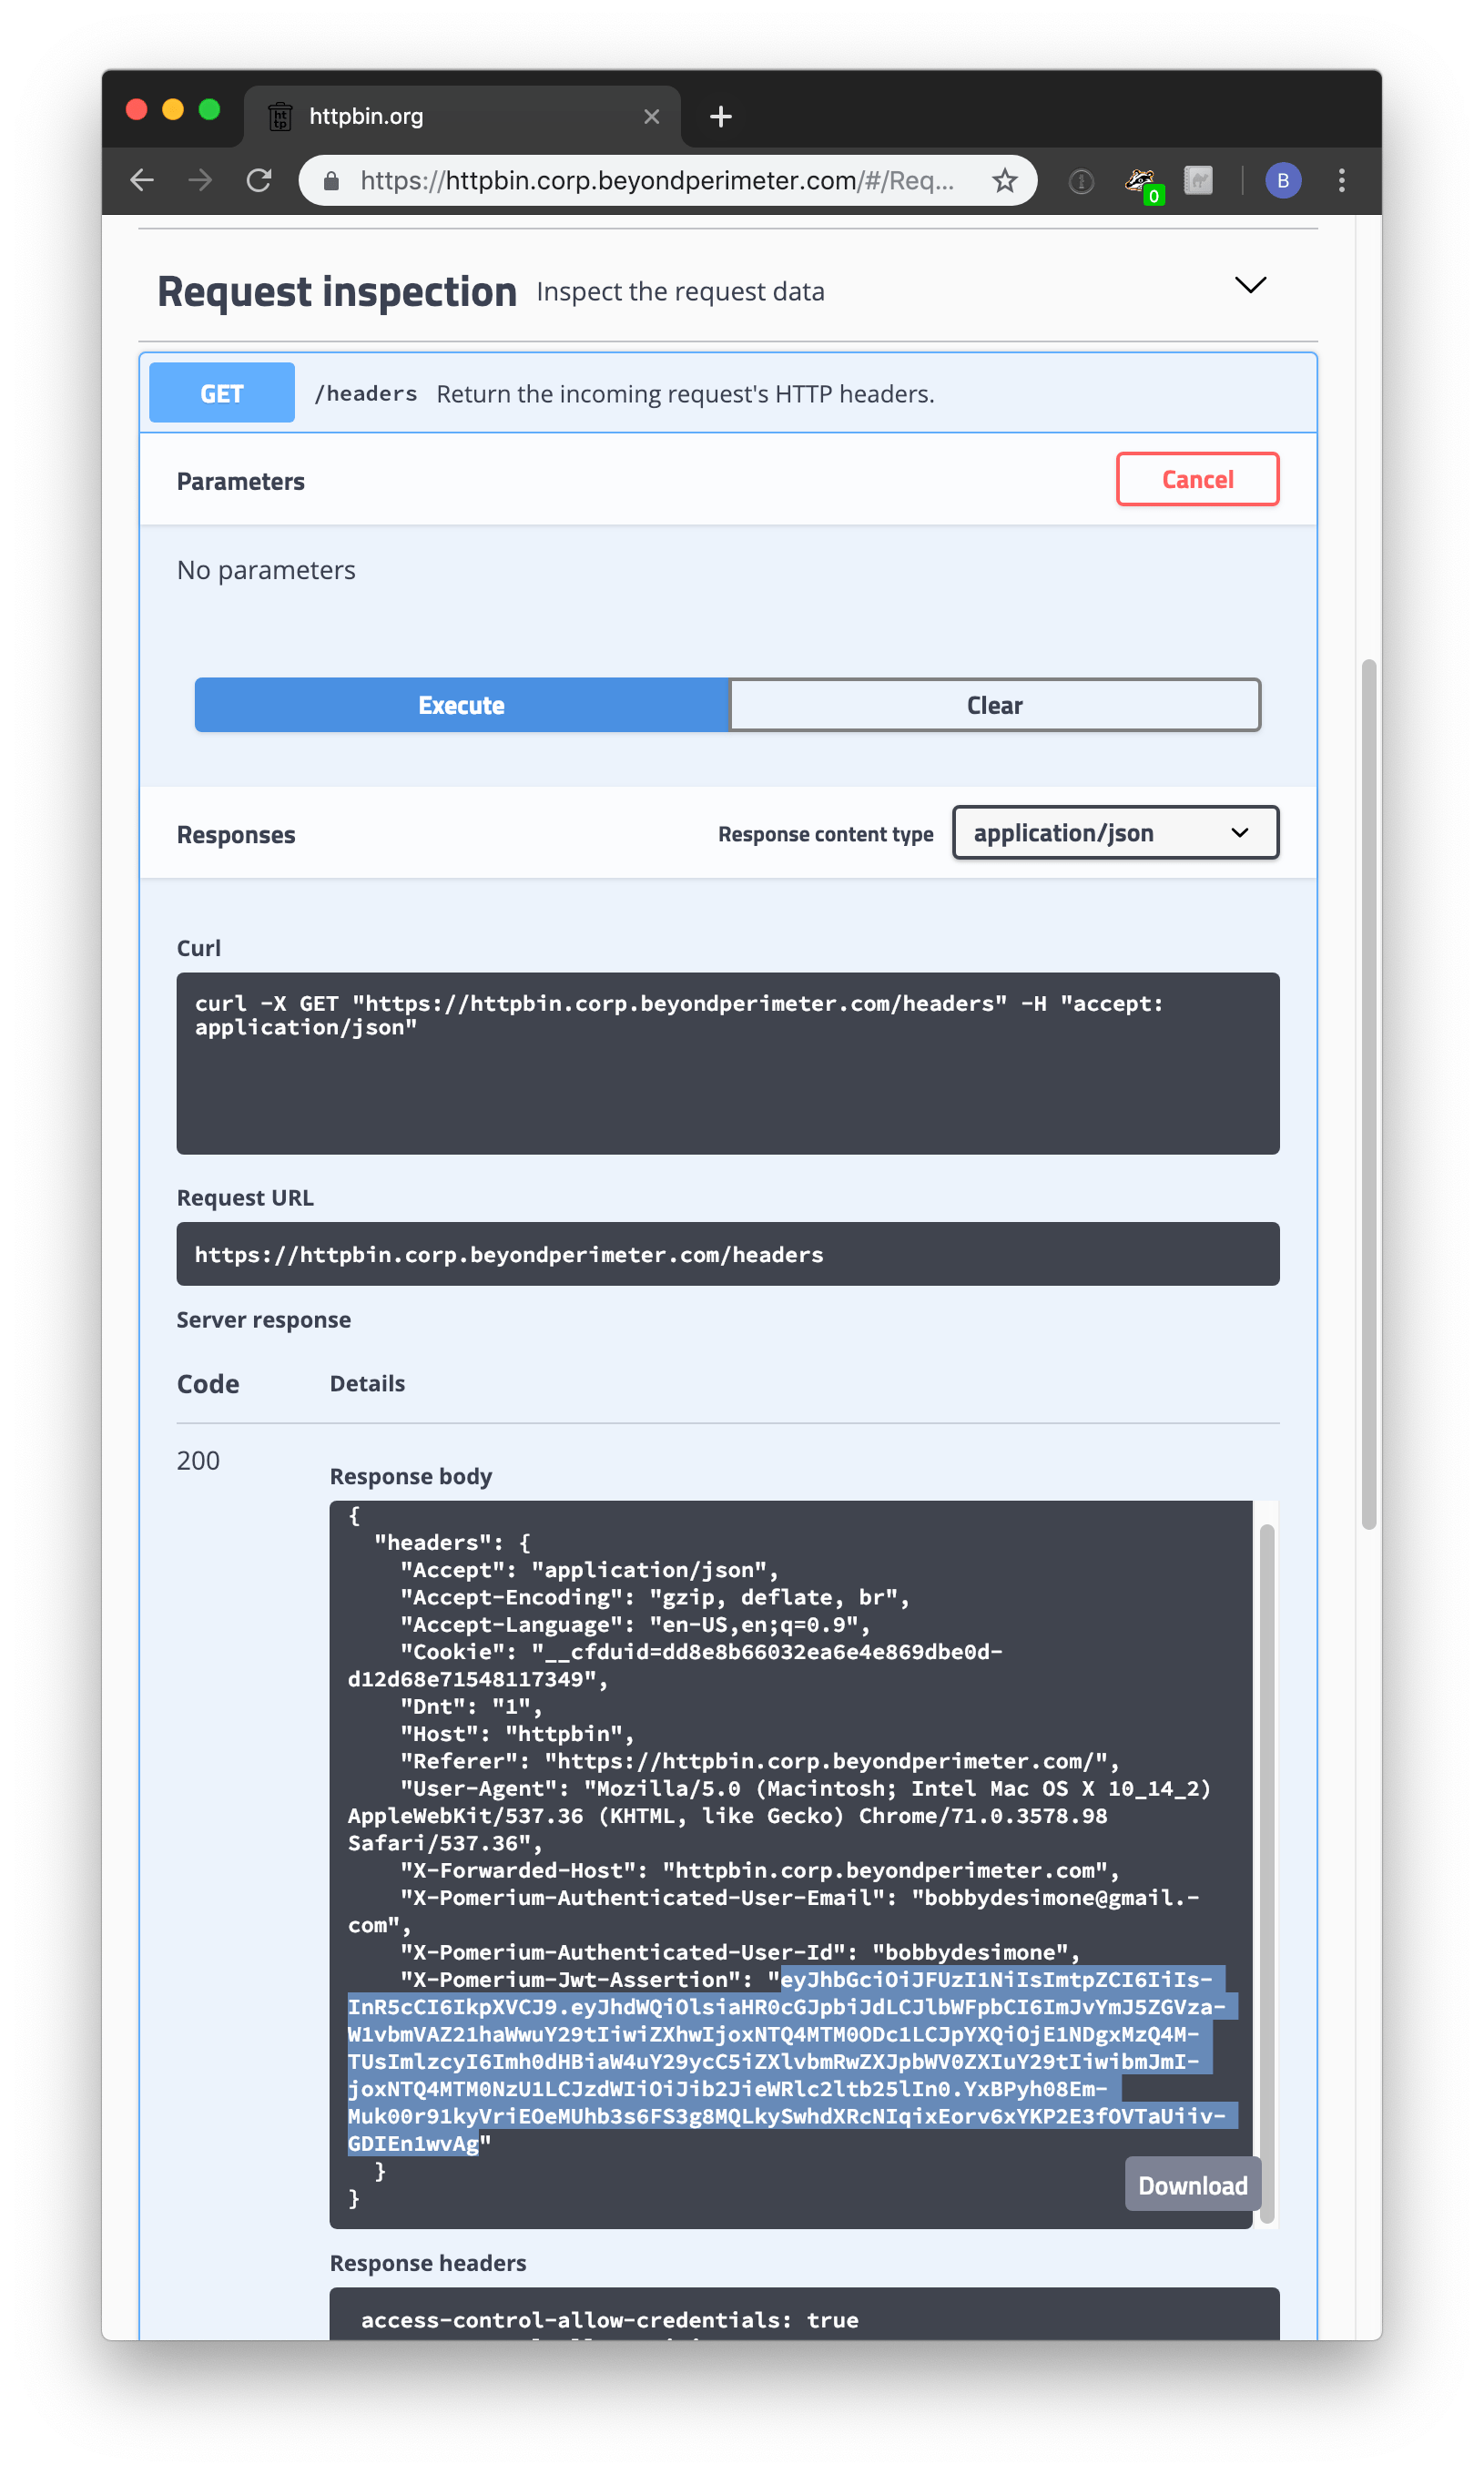 httpbin.org
https://httpbin.corp.beyondperimeter.com/#/Req...
0
B
Request inspection Inspect the request data
GET /headers Return the incoming request's HTTP headers.
Parameters Cancel
No parameters
Execute Clear
Responses Response content type application/json
Curl
curl -X GET "https://httpbin.corp.beyondperimeter.com/headers" -H "accept:
application/json"
Request URL
https://httpbin.corp.beyondperimeter.com/headers
Server response
Code Details
200
Response body
{
"headers": {
"Accept": "application/json",
"Accept-Encoding": "gzip, deflate, br",
"Accept-Language": "en-US,en;q=0.9",
"Cookie": "__cfduid=dd8e8b66032ea6e4e869dbe0d-
d12d68e71548117349",
"Dnt": "1",
"Host": "httpbin",
"Referer": "https://httpbin.corp.beyondperimeter.com/",
"User-Agent": "Mozilla/5.0 (Macintosh; Intel Mac OS X 10_14_2)
AppleWebKit/537.36 (KHTML, like Gecko) Chrome/71.0.3578.98
Safari/537.36",
"X-Forwarded-Host": "httpbin.corp.beyondperimeter.com",
"X-Pomerium-Authenticated-User-Email": "bobbydesimone@gmail.-
com",
"X-Pomerium-Authenticated-User-Id": "bobbydesimone",
"X-Pomerium-Jwt-Assertion": "eyJhbGciOiJFUzI1NiIsImtpZCI6IiIs-
InR5cCI6IkpXVCJ9.eyJhdWQiOlsiaHR0cGJpbiJdLCJlbWFpbCI6ImJvYmJ5ZGVza-
W1vbmVAZ21haWwuY29tIiwiZXhwIjoxNTQ4MTM0ODc1LCJpYXQiOjE1NDgxMzQ4M-
TUsImlzcyI6Imh0dHBiaW4uY29ycC5iZXlvbmRwZXJpbWV0ZXIuY29tIiwibmJmI-
joxNTQ4MTM0NzU1LCJzdWIiOiJib2JieWRlc2ltb25lIn0.YxBPyh08Em-
Muk00r91kyVriEOeMUhb3s6FS3g8MQLkySwhdXRcNIqixEorv6xYKP2E3fOVTaUiiv-
GDIEn1wvAg"
}
}
Download
Response headers
access-control-allow-credentials: true